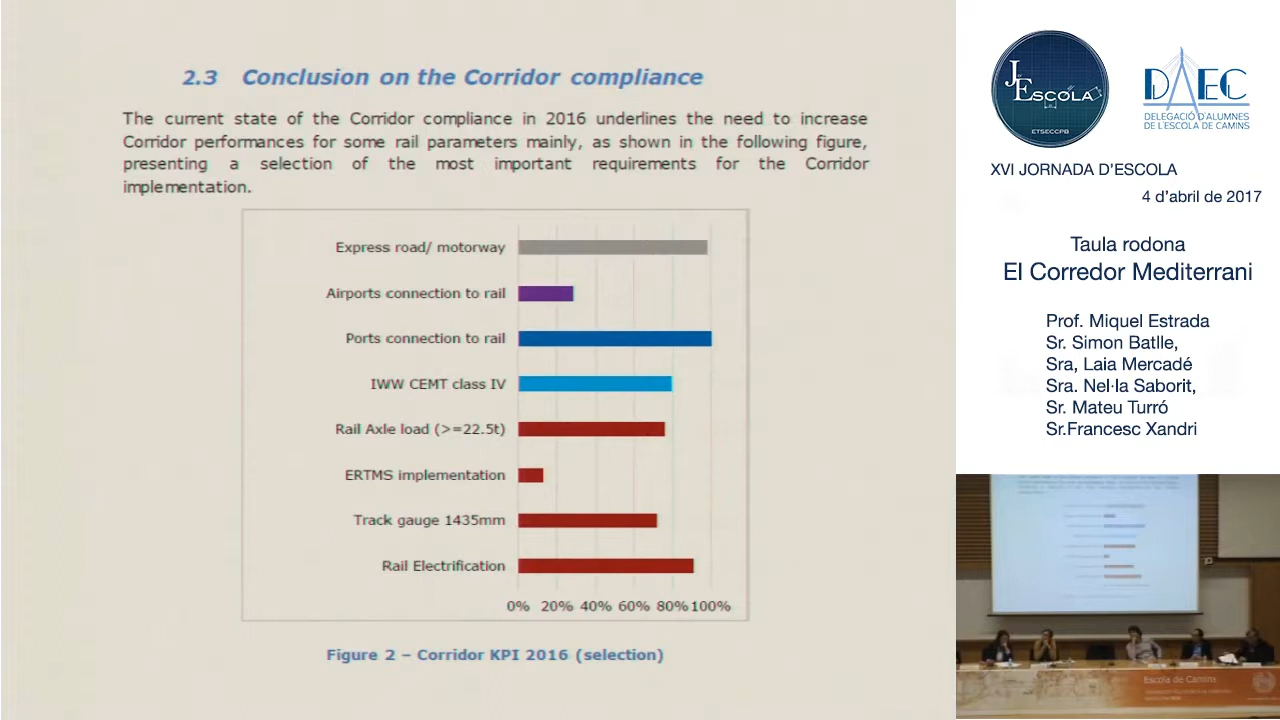 2.3 Conclusion on the Corridor compliance
The current state of the Corridor compliance in 2016 underlines the need to increase
Corridor performances for some rail parameters mainly, as shown in the following figure,
presenting a selection of the most important requirements for the Corridor
implementation.
Express road/ motorway
Airports connection to rail
Ports connection to rail
IWW CEMT class IV
Rail Axle load (>=22.5t)
ERTMS implementation
Track gauge 1435mm
Rail Electrification
0% 20% 40% 60% 80% 100%
Figure 2 – Corridor KPI 2016 (selection)
J
ESCOLA
ETSECCPB
DAEC
DELEGACIÓ D'ALUMNES
DE L'ESCOLA DE CAMINS
XVI JORNADA D'ESCOLA
4 d'abril de 2017
Taula rodona
El Corredor Mediterrani
Prof. Miquel Estrada
Sr. Simon Batlle,
Sra, Laia Mercadé
Sra. Nel·la Saborit,
Sr. Mateu Turró
Sr.Francesc Xandri
Escola de Camins